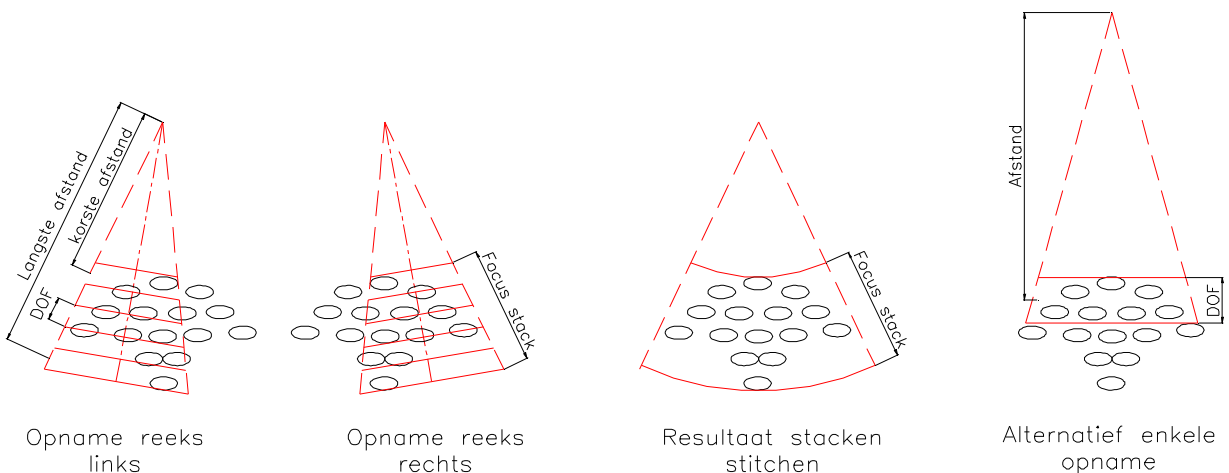 Langste afstand
korste afstand
DOF
Opname reeks
links
Focus stack
Opname reeks
rechts
Focus stack
Resultaat stacken
stitchen
Afstand
DOF
Alternatief enkele
opname